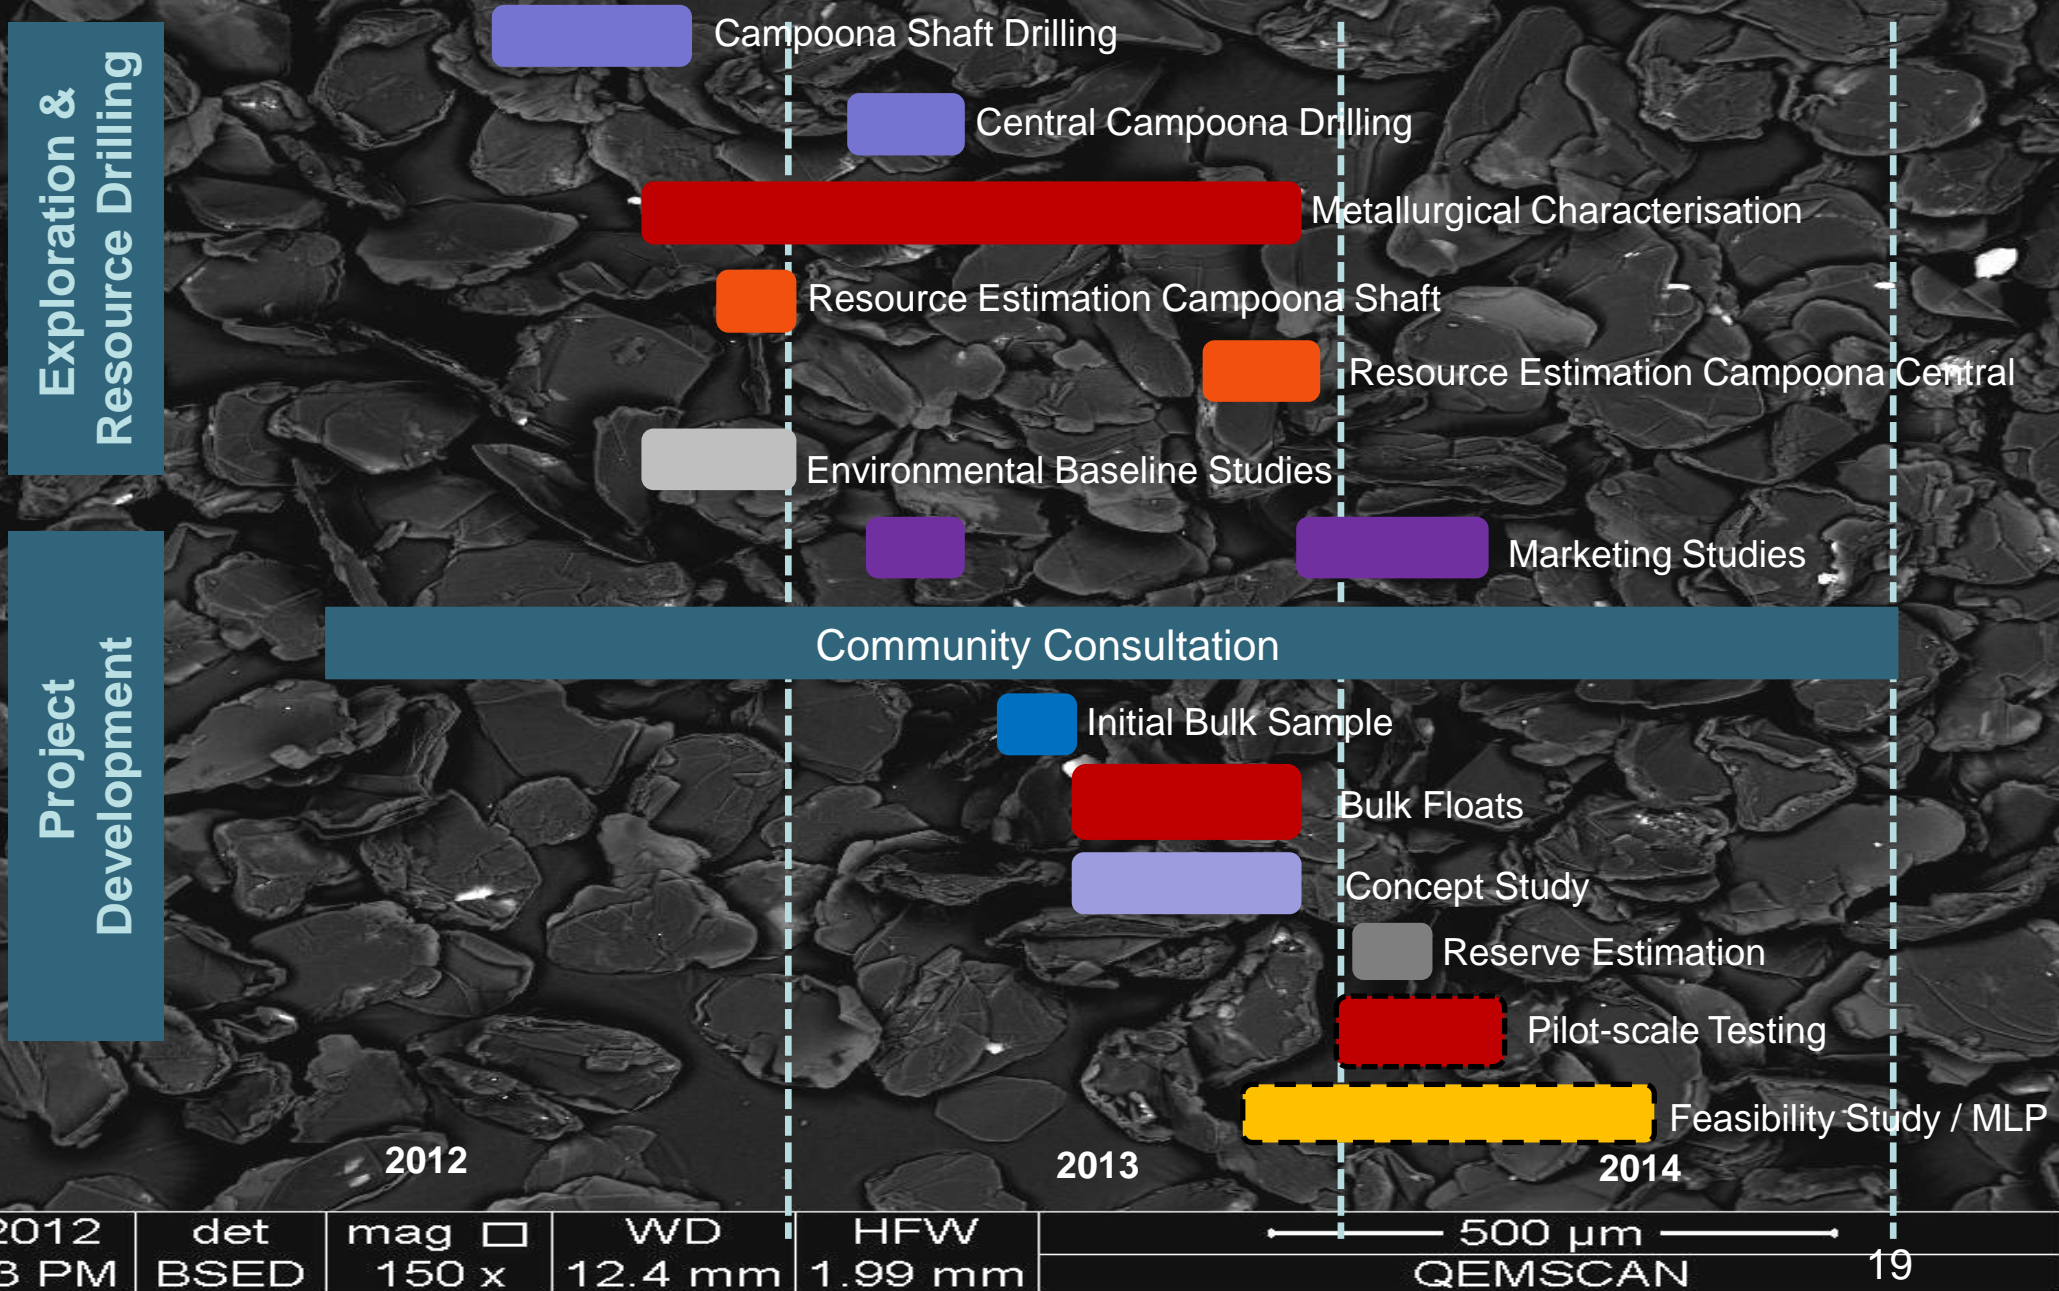 Exploration &
Resource Drilling
Campoona Shaft Drilling
Central Campoona Drilling
Metallurgical Characterisation
Resource Estimation Campoona Shaft
Resource Estimation Campoona Central
Environmental Baseline Studies
Marketing Studies
Project
Development
Community Consultation
Initial Bulk Sample
Bulk Floats
Concept Study
Reserve Estimation
Pilot-scale Testing
Feasibility Study / MLP
2012
2013
2014
2012 det mag WD HFW 500 µm
3 PM BSED 150 x 12.4 mm 1.99 mm QEMSCAN
19